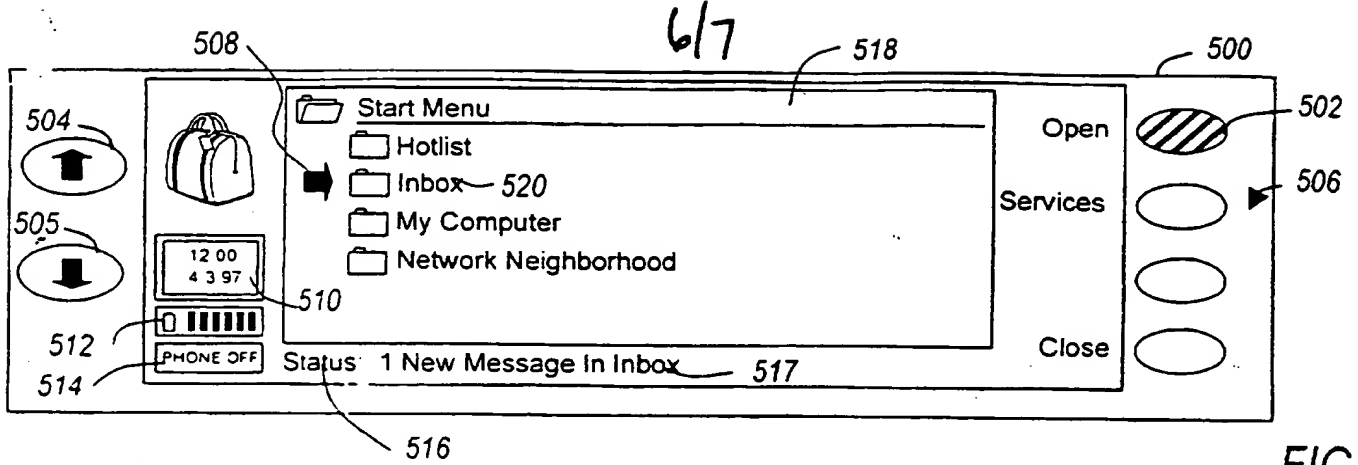 6/7
508
518
500
504
Start Menu
Open
502
Hotlist
Inbox
520
Services
506
505
My Computer
12 00
4 3 97
Network Neighborhood
510
512
PHONE OFF
Status: 1 New Message In Inbox
517
Close
514
516
FIG